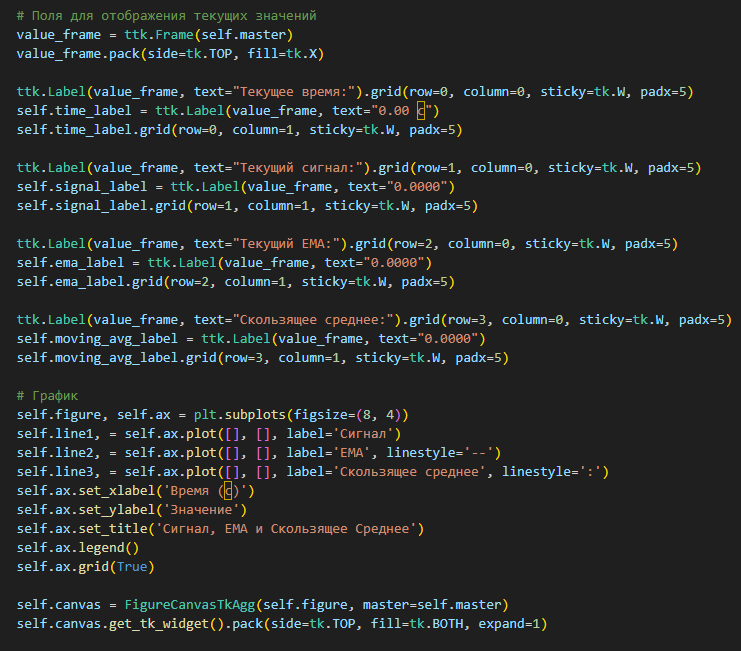 # Поля для отображения текущих значений
value_frame = ttk.Frame(self.master)
value_frame.pack(side=tk.TOP, fill=tk.X)
ttk.Label(value_frame, text="Текущее время:").grid(row=0, column=0, sticky=tk.W, padx=5)
self.time_label = ttk.Label(value_frame, text="0.00 с")
self.time_label.grid(row=0, column=1, sticky=tk.W, padx=5)
ttk.Label(value_frame, text="Текущий сигнал:").grid(row=1, column=0, sticky=tk.W, padx=5)
self.signal_label = ttk.Label(value_frame, text="0.0000")
self.signal_label.grid(row=1, column=1, sticky=tk.W, padx=5)
ttk.Label(value_frame, text="Текущий EMA:").grid(row=2, column=0, sticky=tk.W, padx=5)
self.ema_label = ttk.Label(value_frame, text="0.0000")
self.ema_label.grid(row=2, column=1, sticky=tk.W, padx=5)
ttk.Label(value_frame, text="Скользящее среднее:").grid(row=3, column=0, sticky=tk.W, padx=5)
self.moving_avg_label = ttk.Label(value_frame, text="0.0000")
self.moving_avg_label.grid(row=3, column=1, sticky=tk.W, padx=5)
# График
self.figure, self.ax = plt.subplots(figsize=(8, 4))
self.line1, = self.ax.plot([], [], label='Сигнал')
self.line2, = self.ax.plot([], [], label='EMA', linestyle='--')
self.line3, = self.ax.plot([], [], label='Скользящее среднее', linestyle=':')
self.ax.set_xlabel('Время (с)')
self.ax.set_ylabel('Значение')
self.ax.set_title('Сигнал, EMA и Скользящее Среднее')
self.ax.legend()
self.ax.grid(True)
self.canvas = FigureCanvasTkAgg(self.figure, master=self.master)
self.canvas.get_tk_widget().pack(side=tk.TOP, fill=tk.BOTH, expand=1)